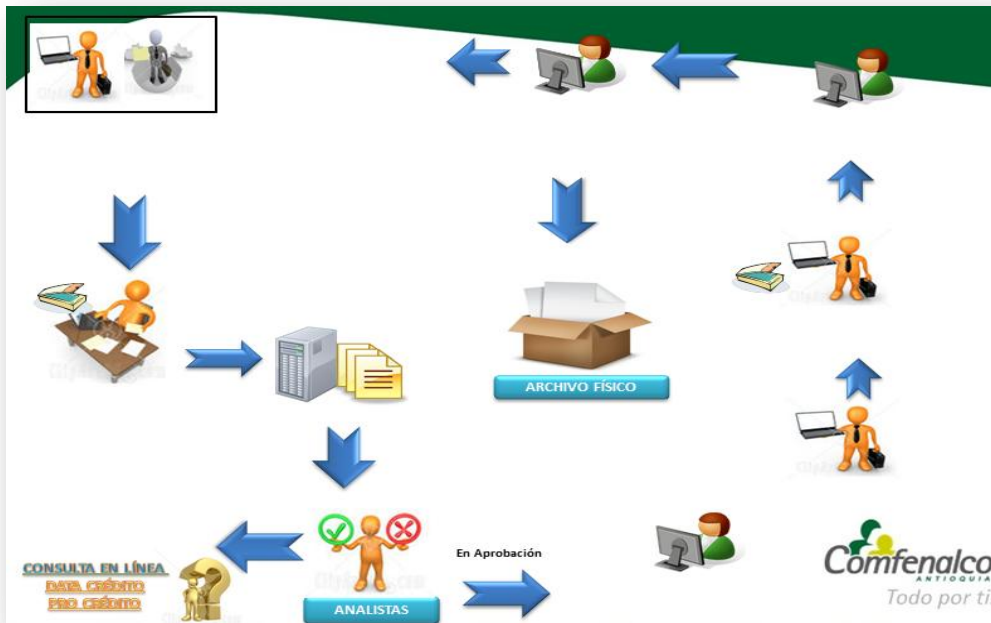 ARCHIVO FÍSICO
En Aprobación
CONSULTA EN LÍNEA
DATA CRÉDITO
PRO CRÉDITO
ANALISTAS
Comfenalco
ANTIOQUIA
Todo por ti